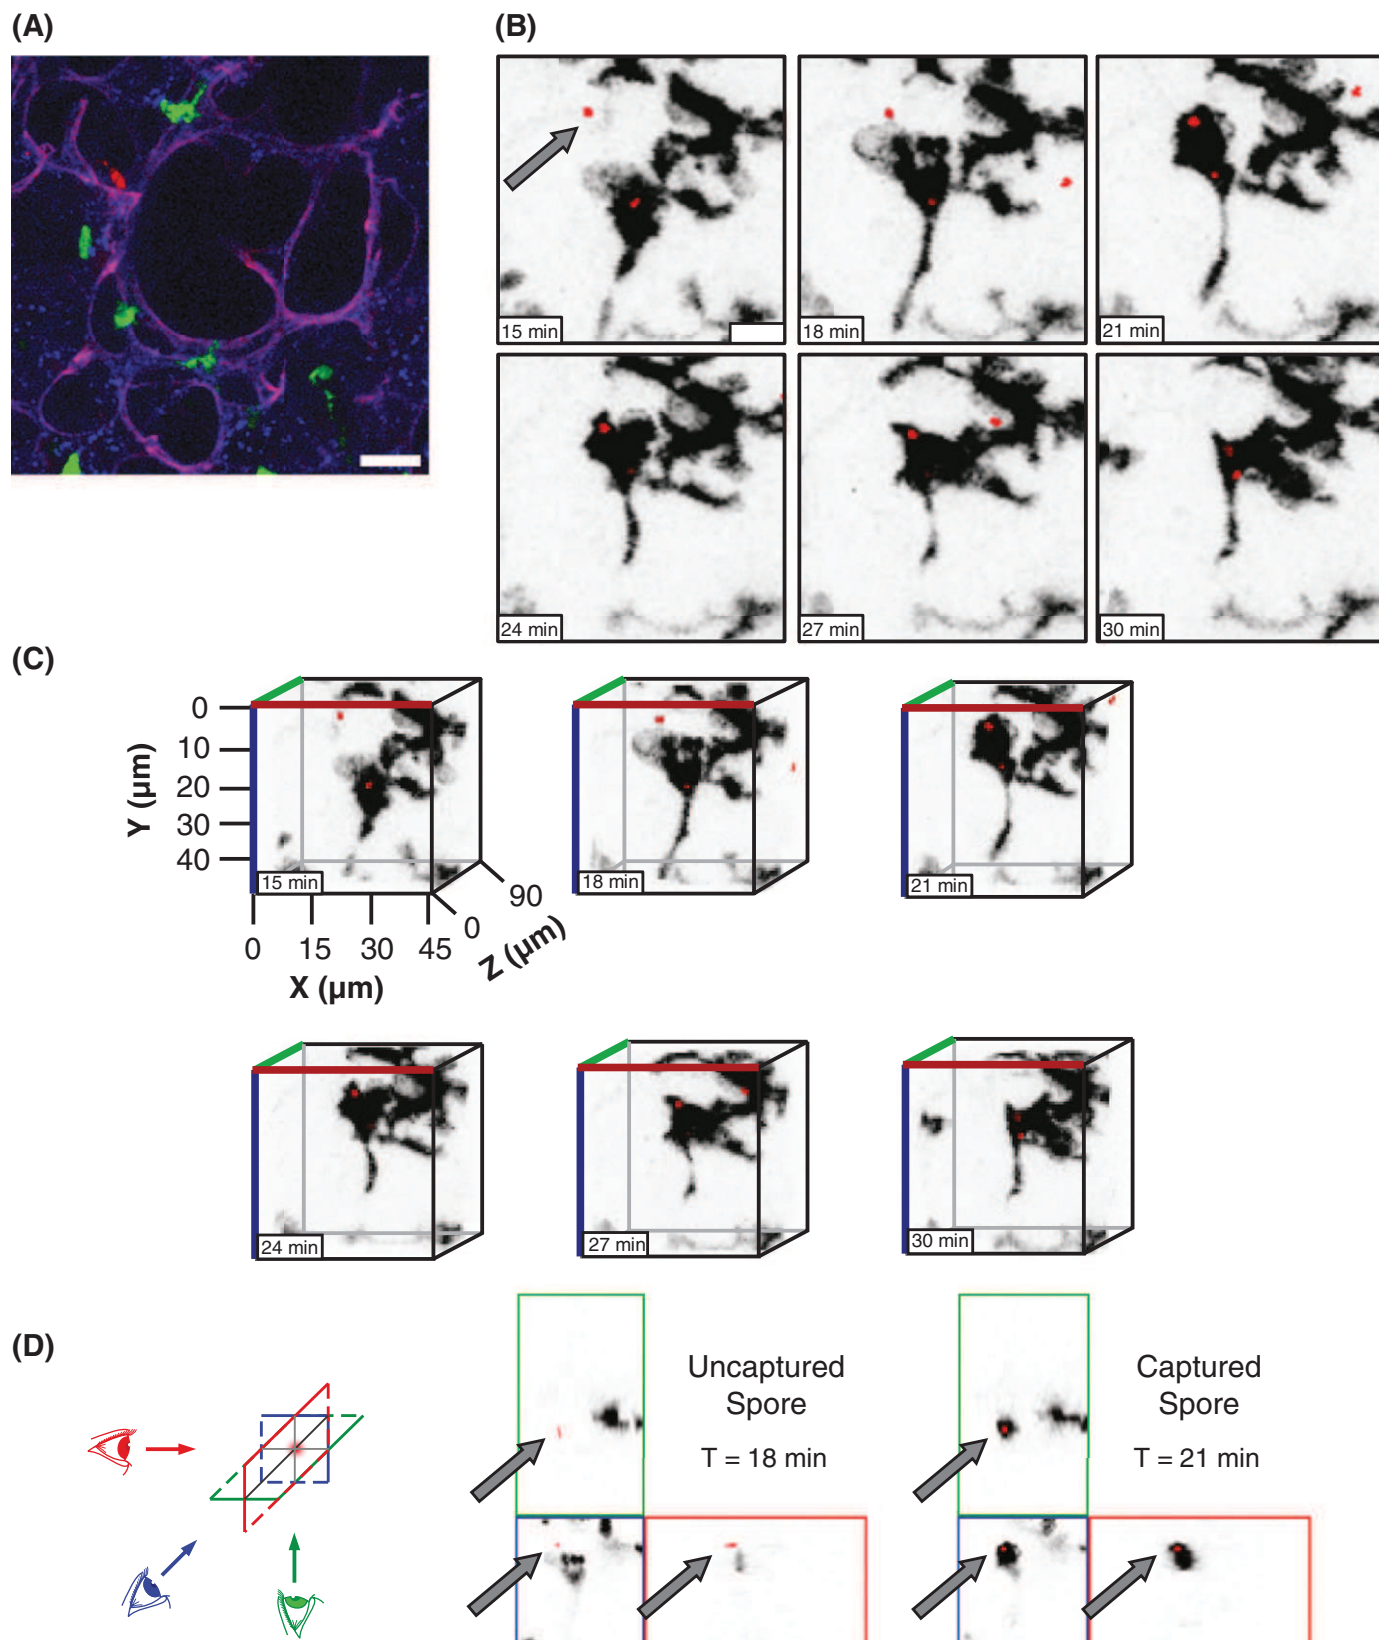 (A)
(B)
15 min
18 min
21 min
24 min
27 min
30 min
(C)
Y (µm)
0
10
20
30
40
15 min
18 min
21 min
0
15
30
45
X (µm)
0
90
Z (µm)
24 min
27 min
30 min
(D)
Uncaptured
Spore
T = 18 min
Captured
Spore
T = 21 min